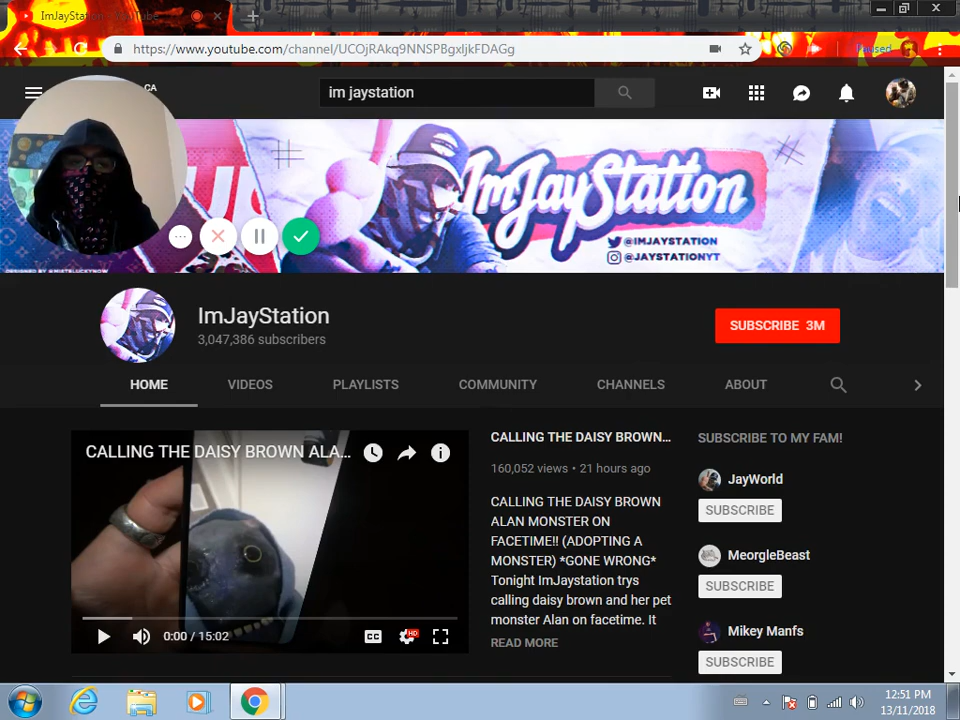 ImJayStation - YouTube
https://www.youtube.com/channel/UCOjRAkq9NNSPBgxljkFDAGg
Paused
CA
im jaystation
ImJayStation
@IMJAYSTATION
@JAYSTATIONYT
ImJayStation
3,047,386 subscribers
SUBSCRIBE 3M
HOME VIDEOS PLAYLISTS COMMUNITY CHANNELS ABOUT
CALLING THE DAISY BROWN ALA...
0:00 / 15:02
CC
HD
CALLING THE DAISY BROWN...
160,052 views • 21 hours ago
CALLING THE DAISY BROWN
ALAN MONSTER ON
FACETIME!! (ADOPTING A
MONSTER) *GONE WRONG*
Tonight ImJaystation trys
calling daisy brown and her pet
monster Alan on facetime. It
READ MORE
SUBSCRIBE TO MY FAM!
JayWorld
SUBSCRIBE
MeorgleBeast
SUBSCRIBE
Mikey Manfs
SUBSCRIBE
12:51 PM
13/11/2018